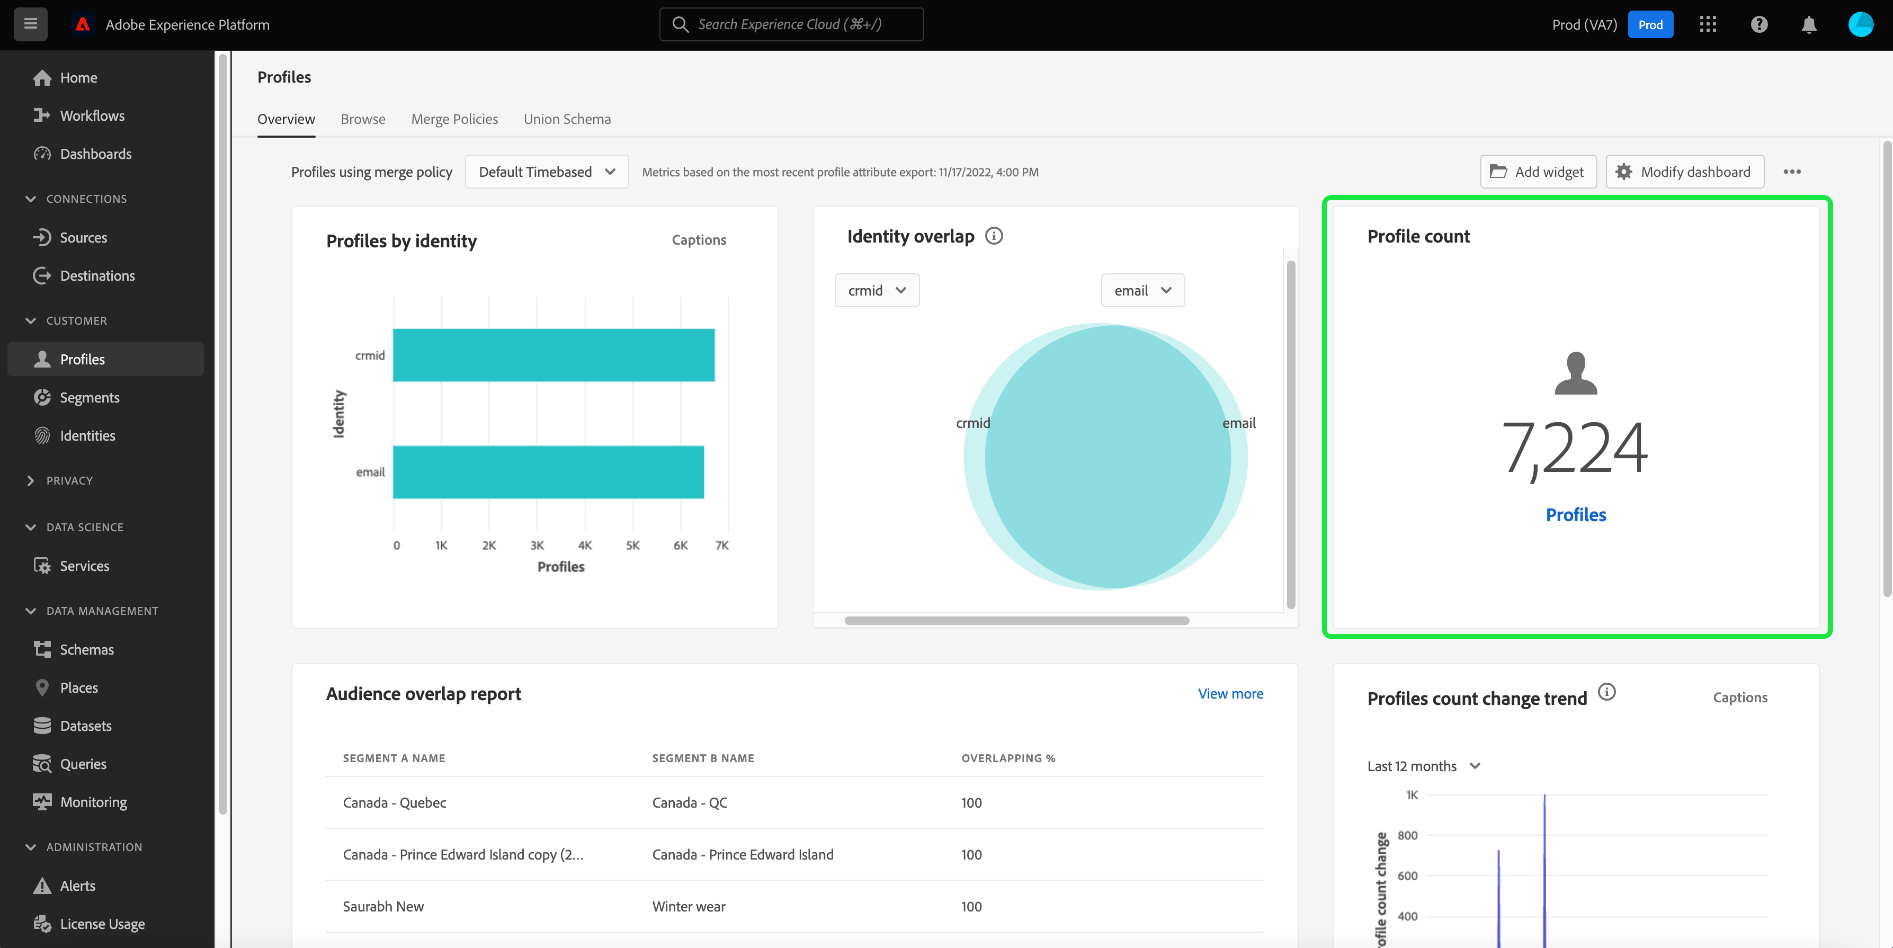 Adobe Experience Platform
Search Experience Cloud (⌘+/)
Prod (VA7)
Prod
Home
Workflows
Dashboards
CONNECTIONS
Sources
Destinations
CUSTOMER
Profiles
Segments
Identities
PRIVACY
DATA SCIENCE
Services
DATA MANAGEMENT
Schemas
Places
Datasets
Queries
Monitoring
ADMINISTRATION
Alerts
License Usage
Profiles
Overview Browse Merge Policies Union Schema
Profiles using merge policy Default Timebased Metrics based on the most recent profile attribute export: 11/17/2022, 4:00 PM
Add widget Modify dashboard
Profiles by identity Captions
Identity
crmid
email
0 1K 2K 3K 4K 5K 6K 7K
Profiles
Identity overlap
crmid email
crmid email
Profile count
7,224
Profiles
Audience overlap report View more
SEGMENT A NAME SEGMENT B NAME OVERLAPPING %
Canada - Quebec Canada - QC 100
Canada - Prince Edward Island copy (2... Canada - Prince Edward Island 100
Saurabh New Winter wear 100
Profiles count change trend Captions
Last 12 months
1K
800
600
400
ofile count change